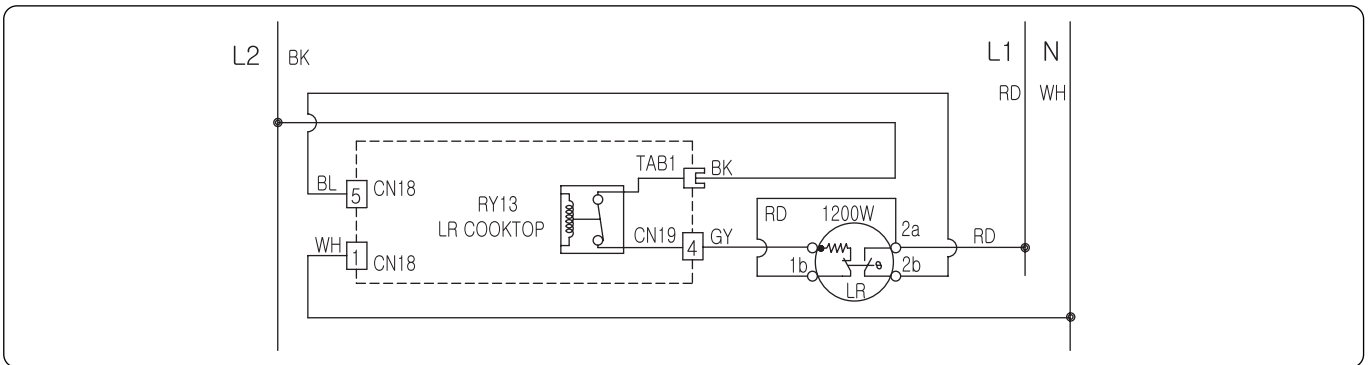 L2 BK L1 N
RD WH
TAB1 BK
BL 5 CN18
RY13 RD 1200W
LR COOKTOP CN19 4 GY 2a RD
WH 1 CN18 1b θ 2b
LR